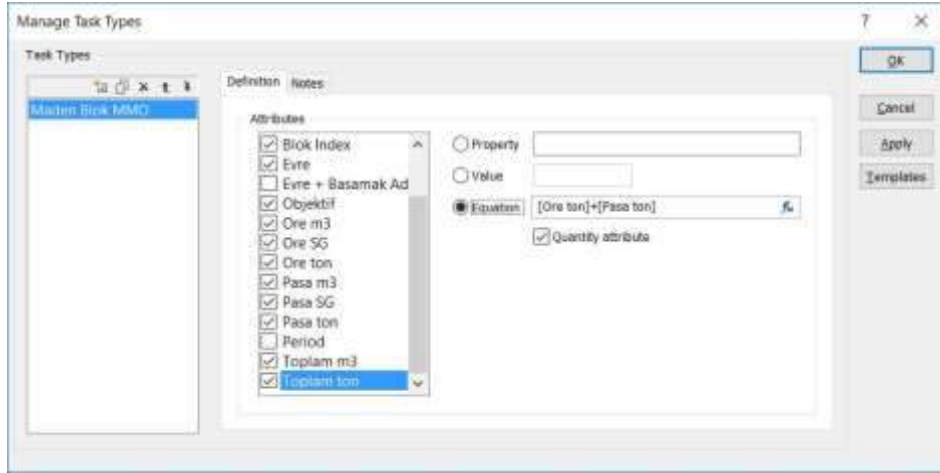 Manage Task Types
? ×
Task Types
OK
Definition Notes
Maden Blok MMO
Cancel
Attributes
Blok Index
Property
Apply
Evre
Value
Templates
Evre + Basamak Ad
Objektif
Equation [Ore ton]+[Pasa ton]
Ore m3
Quantity attribute
Ore SG
Ore ton
Pasa m3
Pasa SG
Pasa ton
Period
Toplam m3
Toplam ton